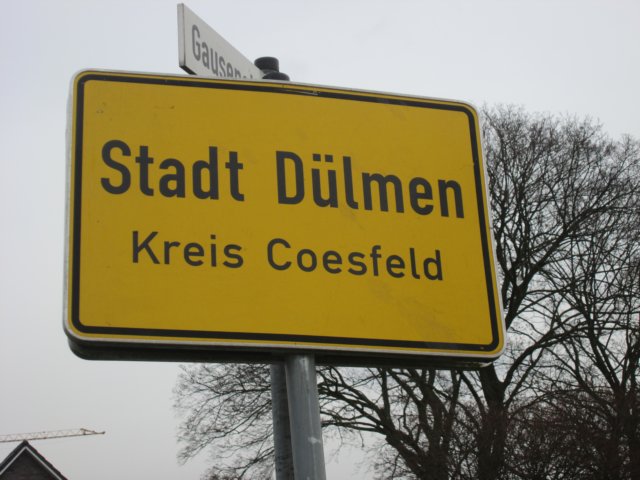 Stadt Dülmen
Kreis Coesfeld